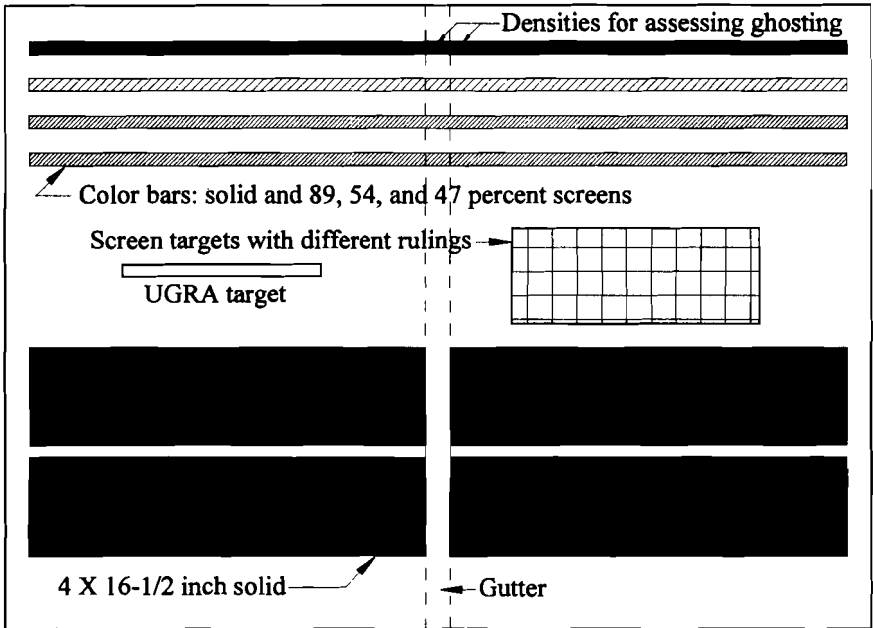 Densities for assessing ghosting
Color bars: solid and 89, 54, and 47 percent screens
Screen targets with different rulings
UGRA target
4 X 16-1/2 inch solid
Gutter